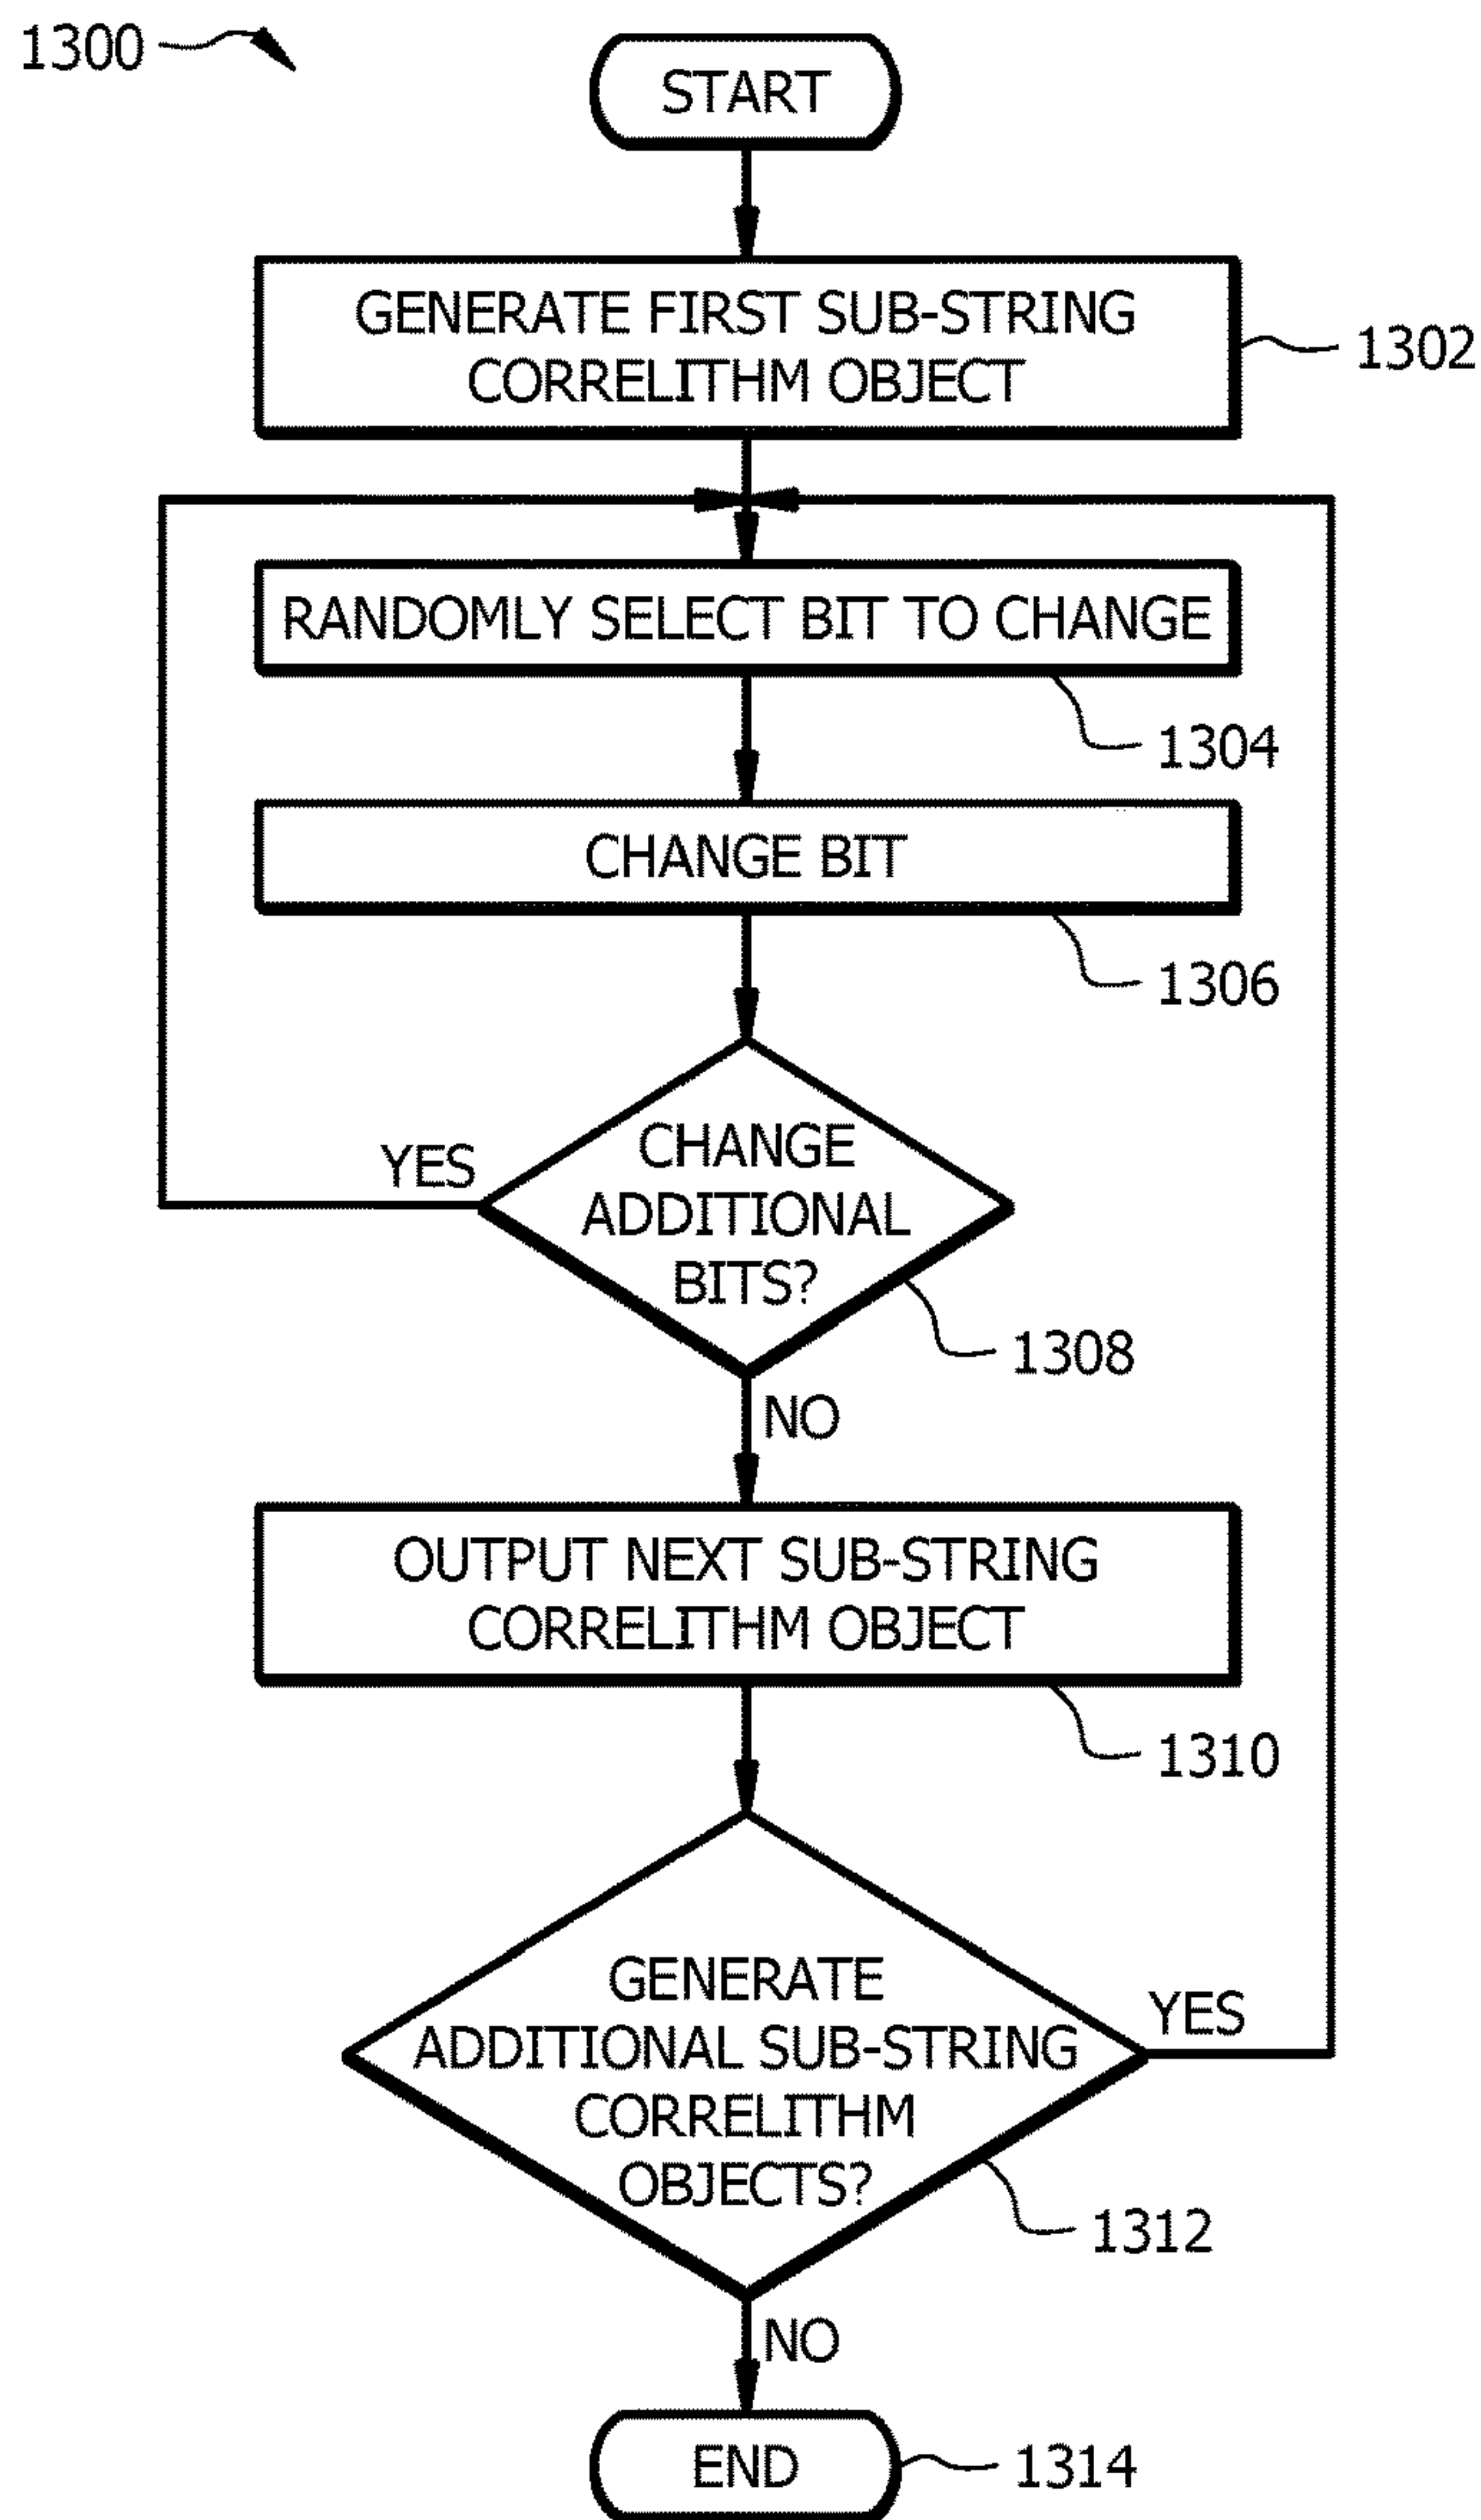 1300
START
GENERATE FIRST SUB-STRING
CORRELITHM OBJECT
1302
RANDOMLY SELECT BIT TO CHANGE
1304
CHANGE BIT
1306
CHANGE
ADDITIONAL
BITS?
YES
1308
NO
OUTPUT NEXT SUB-STRING
CORRELITHM OBJECT
1310
GENERATE
ADDITIONAL SUB-STRING
CORRELITHM
OBJECTS?
YES
1312
NO
END
1314